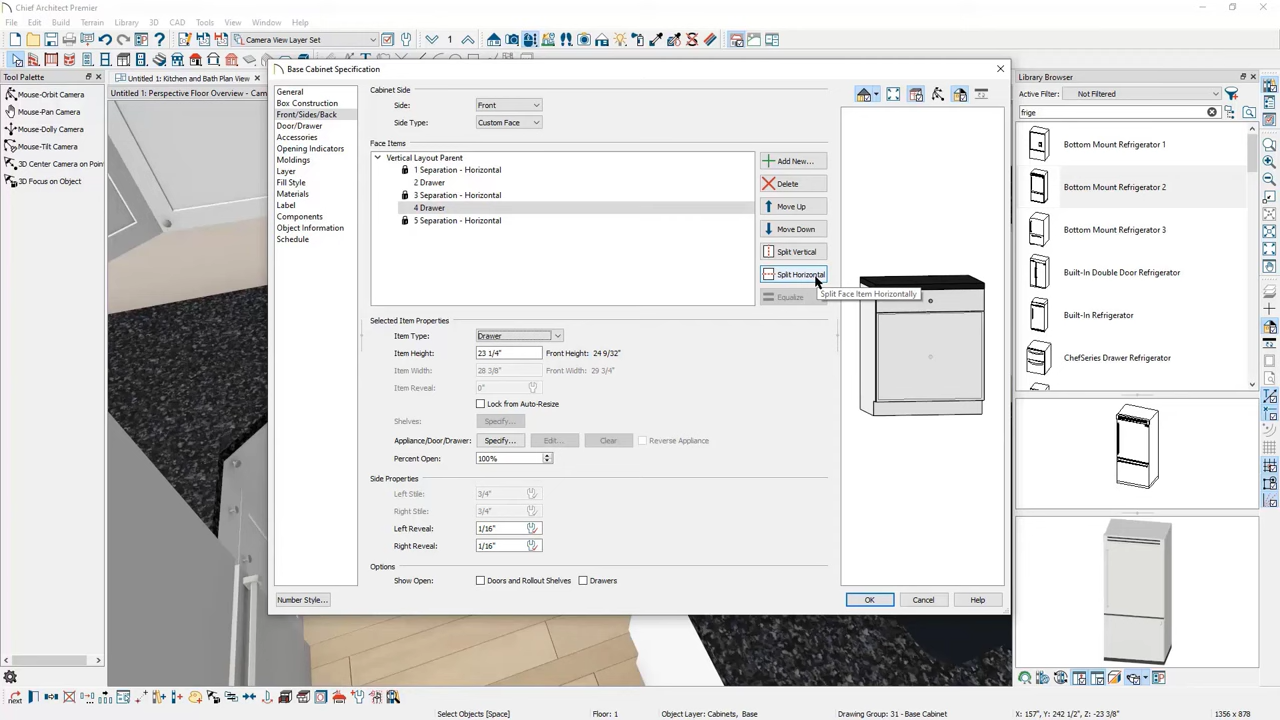 Chief Architect Premier
File Edit Build Terrain Library 3D CAD Tools View Window Help
Camera View Layer Set
1
Tool Palette
Mouse-Orbit Camera
Mouse-Pan Camera
Mouse-Dolly Camera
Mouse-Tilt Camera
3D Center Camera on Point
3D Focus on Object
Untitled 1: Kitchen and Bath Plan View
Untitled 1: Perspective Floor Overview - Cam
Base Cabinet Specification
General
Box Construction
Front/Sides/Back
Door/Drawer
Accessories
Opening Indicators
Moldings
Layer
Fill Style
Materials
Label
Components
Object Information
Schedule
Number Style...
Cabinet Side
Side: Front
Side Type: Custom Face
Face Items
Vertical Layout Parent
1 Separation - Horizontal
2 Drawer
3 Separation - Horizontal
4 Drawer
5 Separation - Horizontal
Add New...
Delete
Move Up
Move Down
Split Vertical
Split Horizontal
Split Face Item Horizontally
Equalize
Selected Item Properties
Item Type: Drawer
Item Height: 23 1/4" Front Height: 24 9/32"
Item Width: 28 3/8" Front Width: 29 3/4"
Item Reveal: 0"
Lock from Auto-Resize
Shelves: Specify...
Appliance/Door/Drawer: Specify... Edit... Clear Reverse Appliance
Percent Open: 100%
Side Properties
Left Stile: 3/4"
Right Stile: 3/4"
Left Reveal: 1/16"
Right Reveal: 1/16"
Options
Show Open: Doors and Rollout Shelves Drawers
OK Cancel Help
Library Browser
Active Filter: Not Filtered
frige
Bottom Mount Refrigerator 1
Bottom Mount Refrigerator 2
Bottom Mount Refrigerator 3
Built-In Double Door Refrigerator
Built-In Refrigerator
ChefSeries Drawer Refrigerator
next
Select Objects [Space] Floor: 1 Object Layer: Cabinets, Base Drawing Group: 31 - Base Cabinet X: 157", Y: 242 1/2", Z: -23 3/8" 1356 x 878